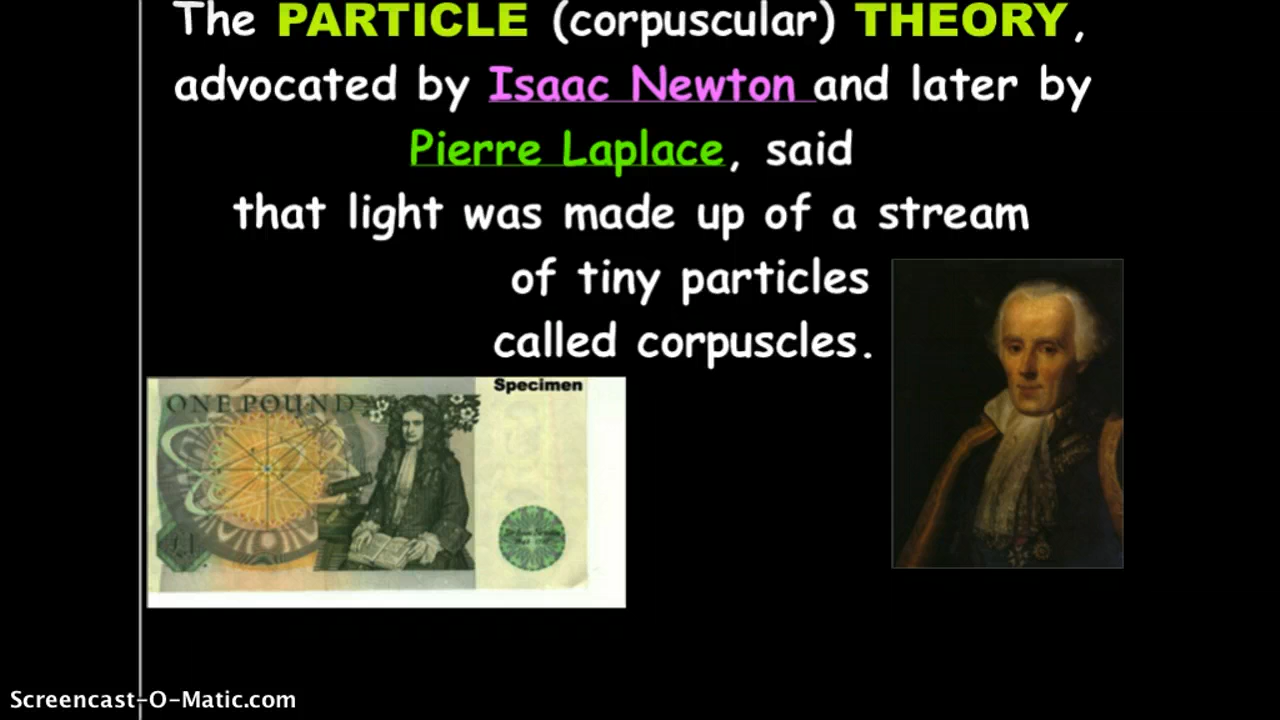 The PARTICLE (corpuscular) THEORY,
advocated by Isaac Newton and later by
Pierre Laplace, said
that light was made up of a stream
of tiny particles
called corpuscles.
Specimen
ONE POUND
£1
Screencast-O-Matic.com